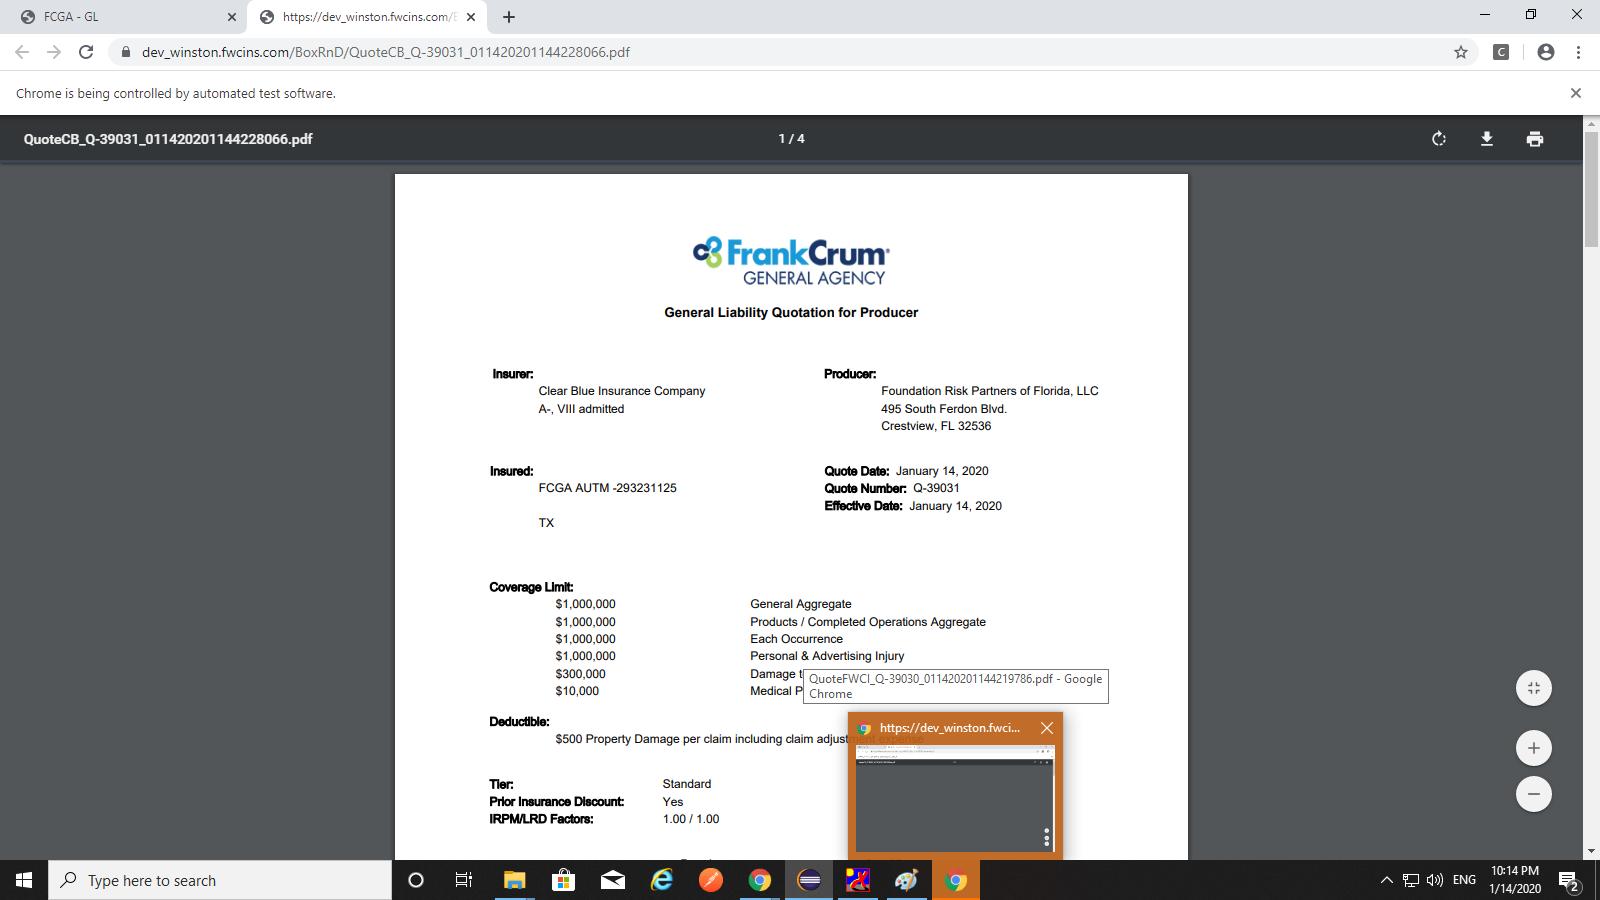 FCGA - GL
https://dev_winston.fwcins.com/B
dev_winston.fwcins.com/BoxRnD/QuoteCB_Q-39031_011420201144228066.pdf
C
Chrome is being controlled by automated test software.
QuoteCB_Q-39031_011420201144228066.pdf
1 / 4
FrankCrum
GENERAL AGENCY
General Liability Quotation for Producer
Insurer:
Clear Blue Insurance Company
A-, VIII admitted
Producer:
Foundation Risk Partners of Florida, LLC
495 South Ferdon Blvd.
Crestview, FL 32536
Insured:
FCGA AUTM -293231125
TX
Quote Date: January 14, 2020
Quote Number: Q-39031
Effective Date: January 14, 2020
Coverage Limit:
$1,000,000 General Aggregate
$1,000,000 Products / Completed Operations Aggregate
$1,000,000 Each Occurrence
$1,000,000 Personal & Advertising Injury
$300,000 Damage t
$10,000 Medical P
QuoteFWCI_Q-39030_011420201144219786.pdf - Google
Chrome
https://dev_winston.fwci...
Deductible:
$500 Property Damage per claim including claim adjustment expense
Tier: Standard
Prior Insurance Discount: Yes
IRPM/LRD Factors: 1.00 / 1.00
Type here to search
ENG
10:14 PM
1/14/2020
2